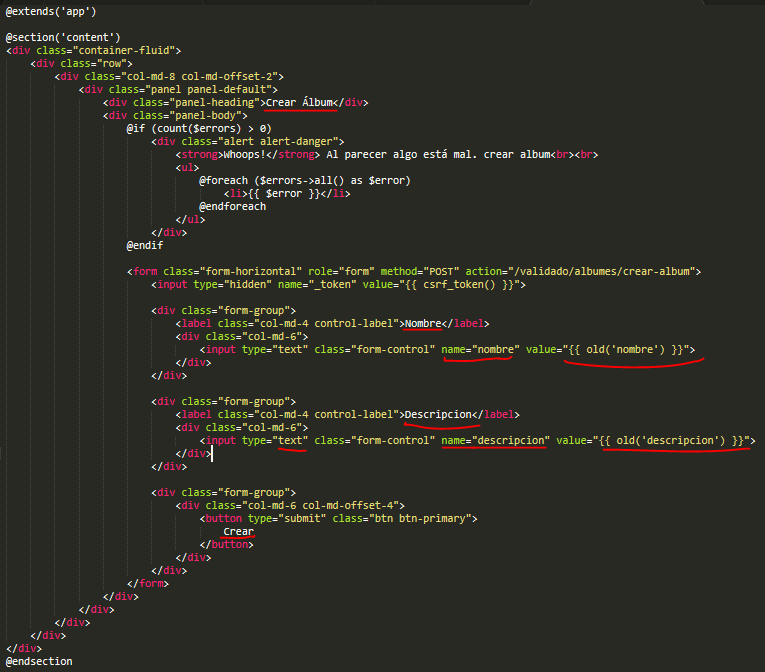 @extends('app')

@section('content')
<div class="container-fluid">
    <div class="row">
        <div class="col-md-8 col-md-offset-2">
            <div class="panel panel-default">
                <div class="panel-heading">Crear Álbum</div>
                <div class="panel-body">
                    @if (count($errors) > 0)
                        <div class="alert alert-danger">
                            <strong>Whoops!</strong> Al parecer algo está mal. crear album<br><br>
                            <ul>
                                @foreach ($errors->all() as $error)
                                    <li>{{ $error }}</li>
                                @endforeach
                            </ul>
                        </div>
                    @endif

                    <form class="form-horizontal" role="form" method="POST" action="/validado/albumes/crear-album">
                        <input type="hidden" name="_token" value="{{ csrf_token() }}">

                        <div class="form-group">
                            <label class="col-md-4 control-label">Nombre</label>
                            <div class="col-md-6">
                                <input type="text" class="form-control" name="nombre" value="{{ old('nombre') }}">
                            </div>
                        </div>

                        <div class="form-group">
                            <label class="col-md-4 control-label">Descripcion</label>
                            <div class="col-md-6">
                                <input type="text" class="form-control" name="descripcion" value="{{ old('descripcion') }}">
                            </div>
                        </div>

                        <div class="form-group">
                            <div class="col-md-6 col-md-offset-4">
                                <button type="submit" class="btn btn-primary">
                                    Crear
                                </button>
                            </div>
                        </div>
                    </form>
                </div>
            </div>
        </div>
    </div>
</div>
@endsection